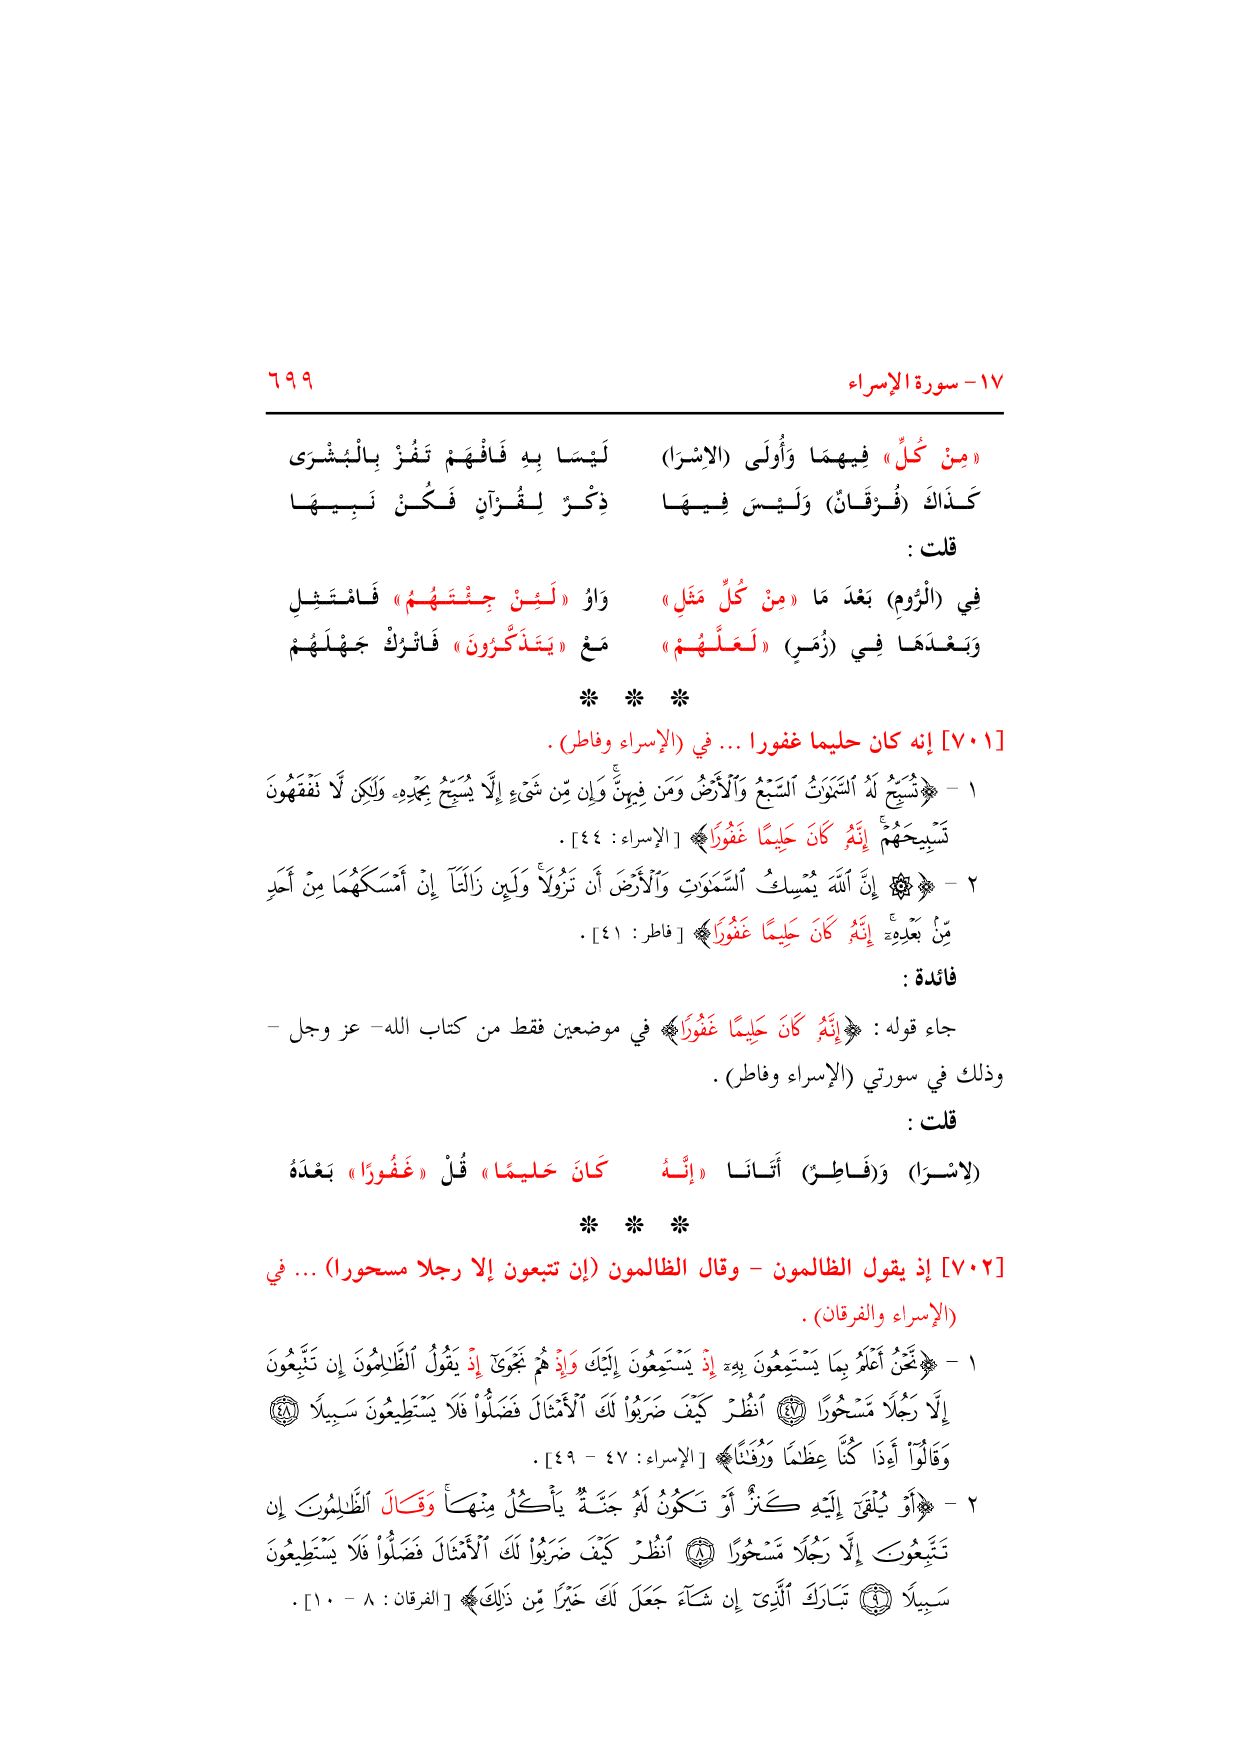 ١٧- سورة الإسراء ٦٩٩
«مِنْ كُلِّ» فِيهِمَا وَأُولَى (الاِسْرَا) لَيْسَا بِهِ فَافْهَمْ تَفُزْ بِالْبُشْرَى
كَذَاكَ (فُرْقَانٌ) وَلَيْسَ فِيهَا ذِكْرٌ لِقُرْآنٍ فَكُنْ نَبِيهَا
قلت :
فِي (الْرُّومِ) بَعْدَ مَا «مِنْ كُلِّ مَثَلِ» وَاوُ «لَئِنْ جِئْتَهُمُ» فَامْتَثِلِ
وَبَعْدَهَا فِي (زُمَرٍ) «لَعَلَّهُمْ» مَعْ «يَتَذَكَّرُونَ» فَاتْرُكْ جَهْلَهُمْ
* * *
[٧٠١] إنه كان حليما غفورا ... في (الإسراء وفاطر) .
١ - ﴿تُسَبِّحُ لَهُ ٱلسَّمَٰوَٰتُ ٱلسَّبۡعُ وَٱلۡأَرۡضُ وَمَن فِيهِنَّۚ وَإِن مِّن شَيۡءٍ إِلَّا يُسَبِّحُ بِحَمۡدِهِۦ وَلَٰكِن لَّا تَفۡقَهُونَ
تَسۡبِيحَهُمۡۚ إِنَّهُۥ كَانَ حَلِيمًا غَفُورٗا﴾ [الإسراء: ٤٤] .
٢ - ﴿۞ إِنَّ ٱللَّهَ يُمۡسِكُ ٱلسَّمَٰوَٰتِ وَٱلۡأَرۡضَ أَن تَزُولَاۚ وَلَئِن زَالَتَآ إِنۡ أَمۡسَكَهُمَا مِنۡ أَحَدٖ
مِّنۢ بَعۡدِهِۦٓۚ إِنَّهُۥ كَانَ حَلِيمًا غَفُورٗا﴾ [فاطر: ٤١] .
فائدة :
جاء قوله : ﴿إِنَّهُۥ كَانَ حَلِيمًا غَفُورٗا﴾ في موضعين فقط من كتاب الله- عز وجل -
وذلك في سورتي (الإسراء وفاطر) .
قلت :
(لِاسْرَا) وَ(فَاطِرٌ) أَتَانَا «إِنَّهُ كَانَ حَلِيمًا» قُلْ «غَفُورًا» بَعْدَهُ
* * *
[٧٠٢] إذ يقول الظالمون - وقال الظالمون (إن تتبعون إلا رجلا مسحورا) ... في
(الإسراء والفرقان) .
١ - ﴿نَّحۡنُ أَعۡلَمُ بِمَا يَسۡتَمِعُونَ بِهِۦٓ إِذۡ يَسۡتَمِعُونَ إِلَيۡكَ وَإِذۡ هُمۡ نَجۡوَىٰٓ إِذۡ يَقُولُ ٱلظَّٰلِمُونَ إِن تَتَّبِعُونَ
إِلَّا رَجُلٗا مَّسۡحُورًا ٤٧ ٱنظُرۡ كَيۡفَ ضَرَبُواْ لَكَ ٱلۡأَمۡثَالَ فَضَلُّواْ فَلَا يَسۡتَطِيعُونَ سَبِيلٗا ٤٨
وَقَالُوٓاْ أَءِذَا كُنَّا عِظَٰمٗا وَرُفَٰتًا﴾ [الإسراء: ٤٧ - ٤٩] .
٢ - ﴿أَوۡ يُلۡقَىٰٓ إِلَيۡهِ كَنزٌ أَوۡ تَكُونُ لَهُۥ جَنَّةٞ يَأۡكُلُ مِنۡهَاۚ وَقَالَ ٱلظَّٰلِمُونَ إِن
تَتَّبِعُونَ إِلَّا رَجُلٗا مَّسۡحُورًا ٨ ٱنظُرۡ كَيۡفَ ضَرَبُواْ لَكَ ٱلۡأَمۡثَالَ فَضَلُّواْ فَلَا يَسۡتَطِيعُونَ
سَبِيلٗا ٩ تَبَارَكَ ٱلَّذِيٓ إِن شَآءَ جَعَلَ لَكَ خَيۡرٗا مِّن ذَٰلِكَ﴾ [الفرقان: ٨ - ١٠] .